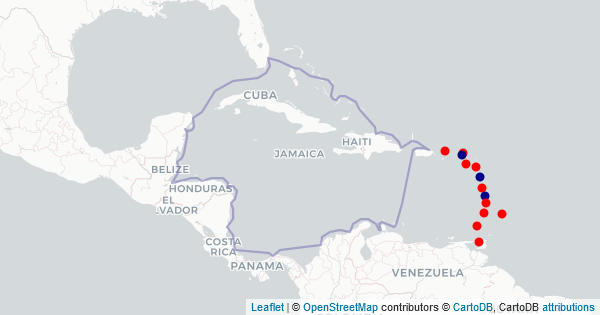 CUBA
HAITI
JAMAICA
BELIZE
HONDURAS
EL
.VADOR
COSTA
RICA
PANAMA
VENEZUELA
Leaflet | © OpenStreetMap contributors © CartoDB, CartoDB attributions